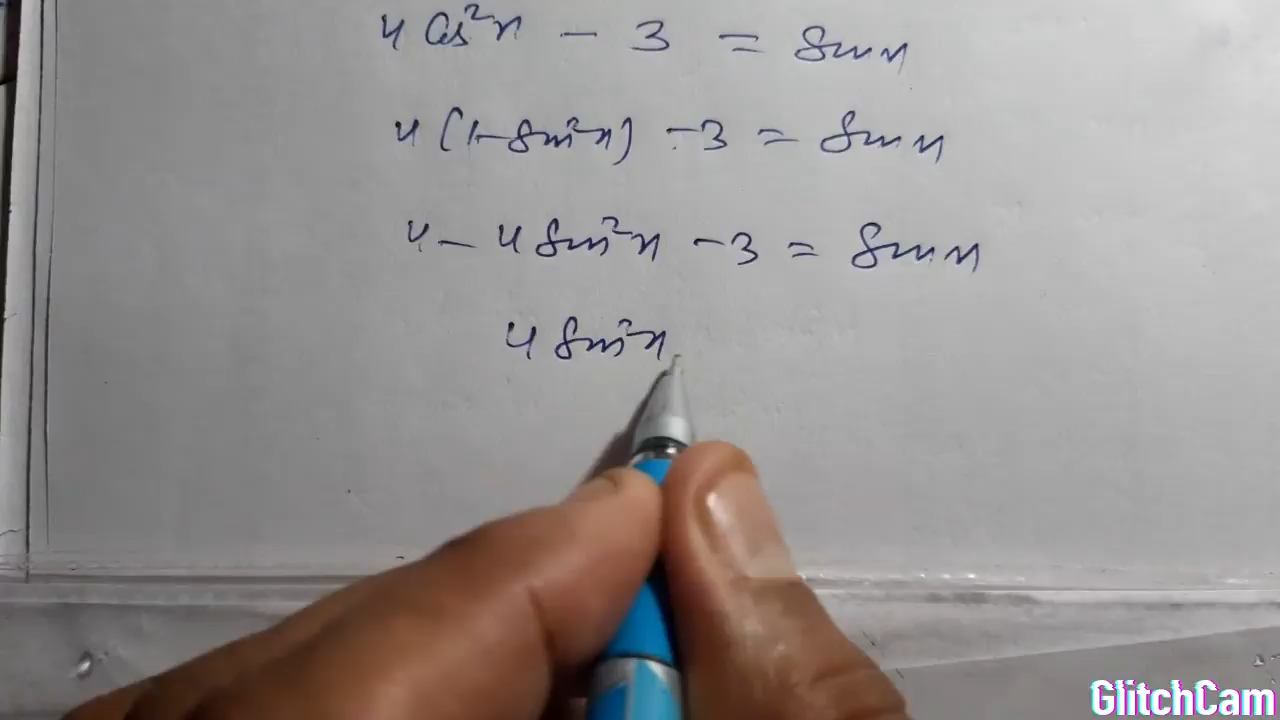 4 Cos²x - 3 = Sinx
4 (1-Sin²x) -3 = Sinx
4 - 4 Sin²x - 3 = Sinx
4 Sin²x
GlitchCam